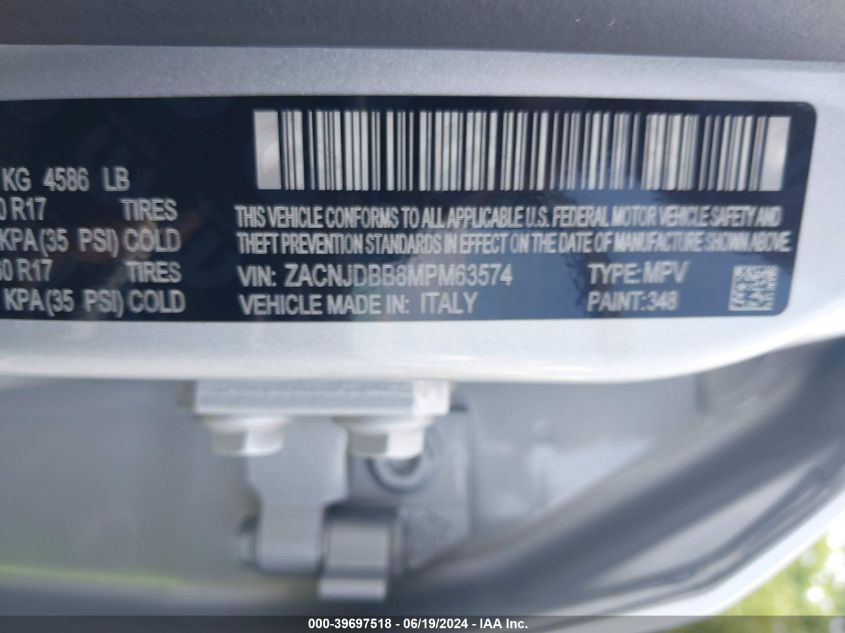 KG 4586 LB
0 R17 TIRES
KPA(35 PSI) COLD
60 R17 TIRES
KPA(35 PSI) COLD
THIS VEHICLE CONFORMS TO ALL APPLICABLE U.S. FEDERAL MOTOR VEHICLE SAFETY AND
THEFT PREVENTION STANDARDS IN EFFECT ON THE DATE OF MANUFACTURE SHOWN ABOVE.
VIN: ZACNJDBB8MPM63574 TYPE: MPV
VEHICLE MADE IN: ITALY PAINT: 348
000-39697518 - 06/19/2024 - IAA Inc.